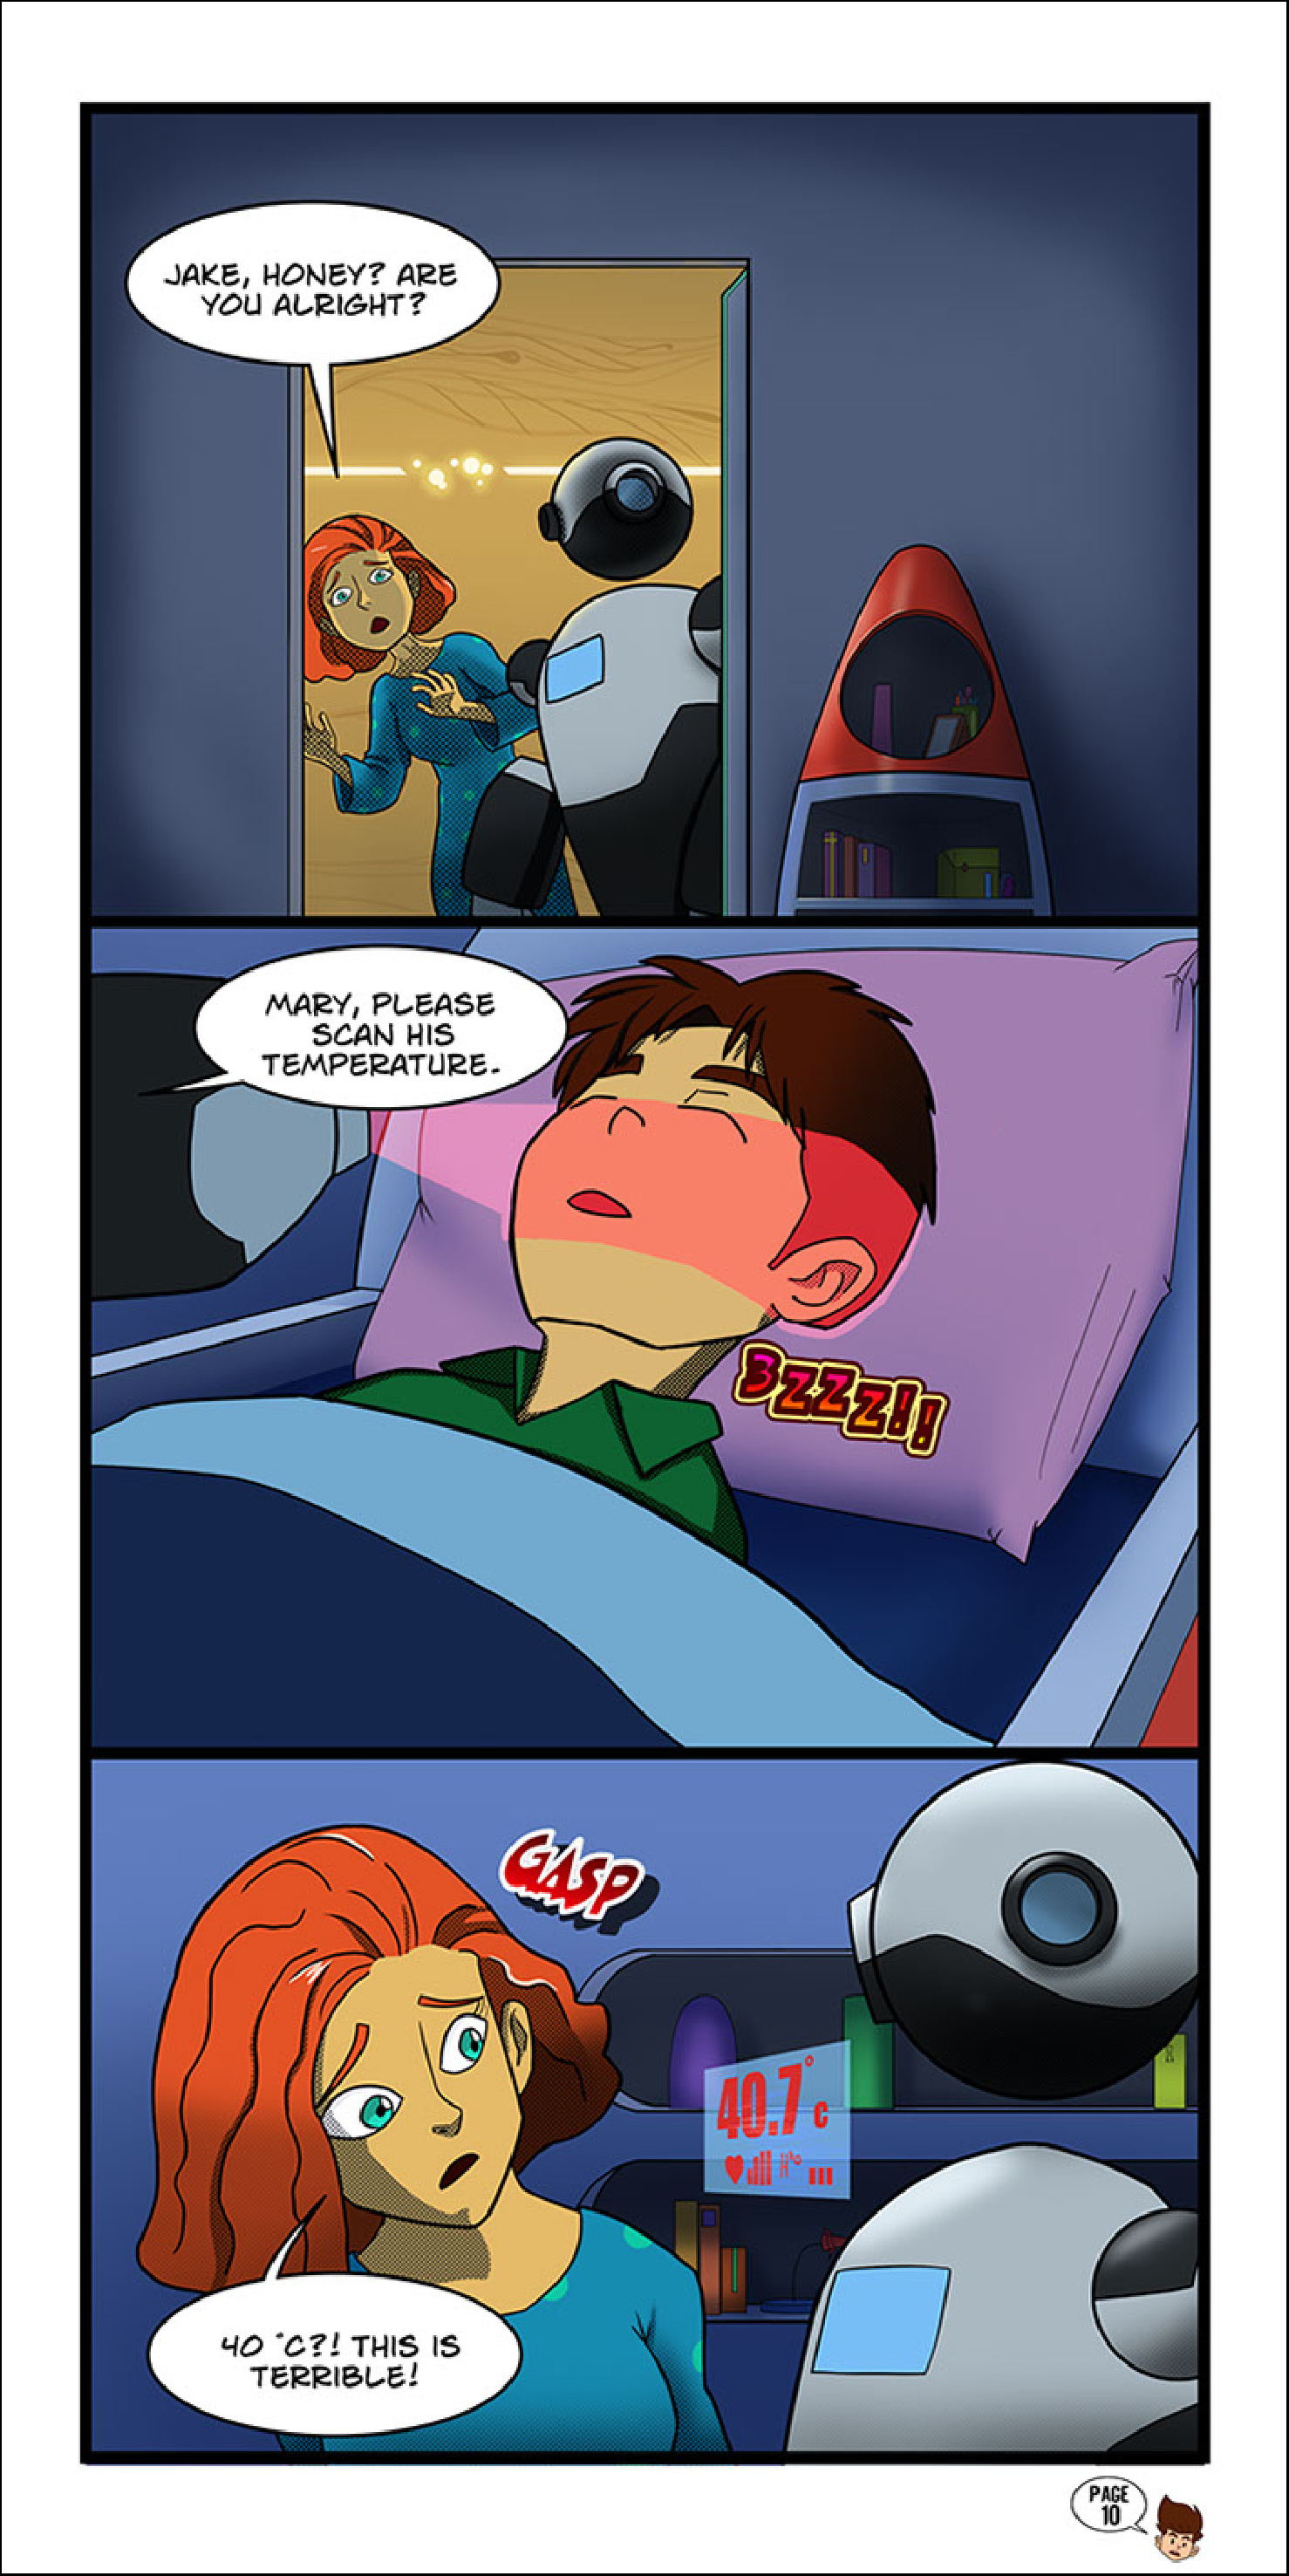 JAKE, HONEY? ARE
YOU ALRIGHT?
MARY, PLEASE
SCAN HIS
TEMPERATURE.
BZZZ!!
GASP
40.7° C
40 °C?! THIS IS
TERRIBLE!
PAGE
10